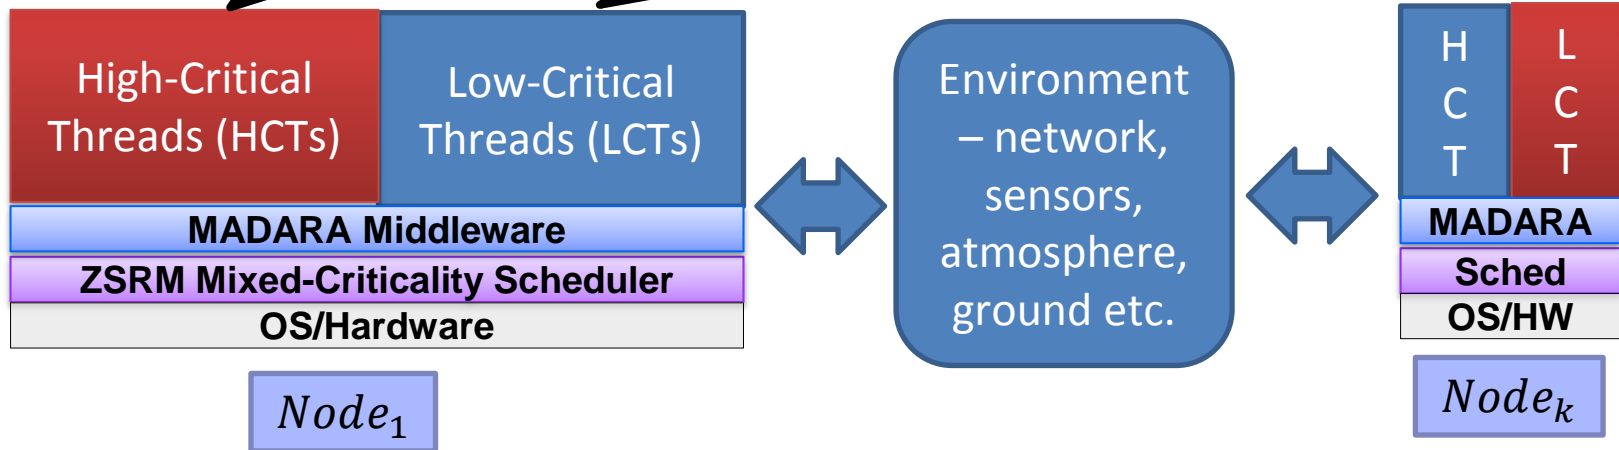 High-Critical
Threads (HCTs)
Low-Critical
Threads (LCTs)
MADARA Middleware
ZSRM Mixed-Criticality Scheduler
OS/Hardware
Node₁
Environment
– network,
sensors,
atmosphere,
ground etc.
H
C
T
L
C
T
MADARA
Sched
OS/HW
Nodeₖ